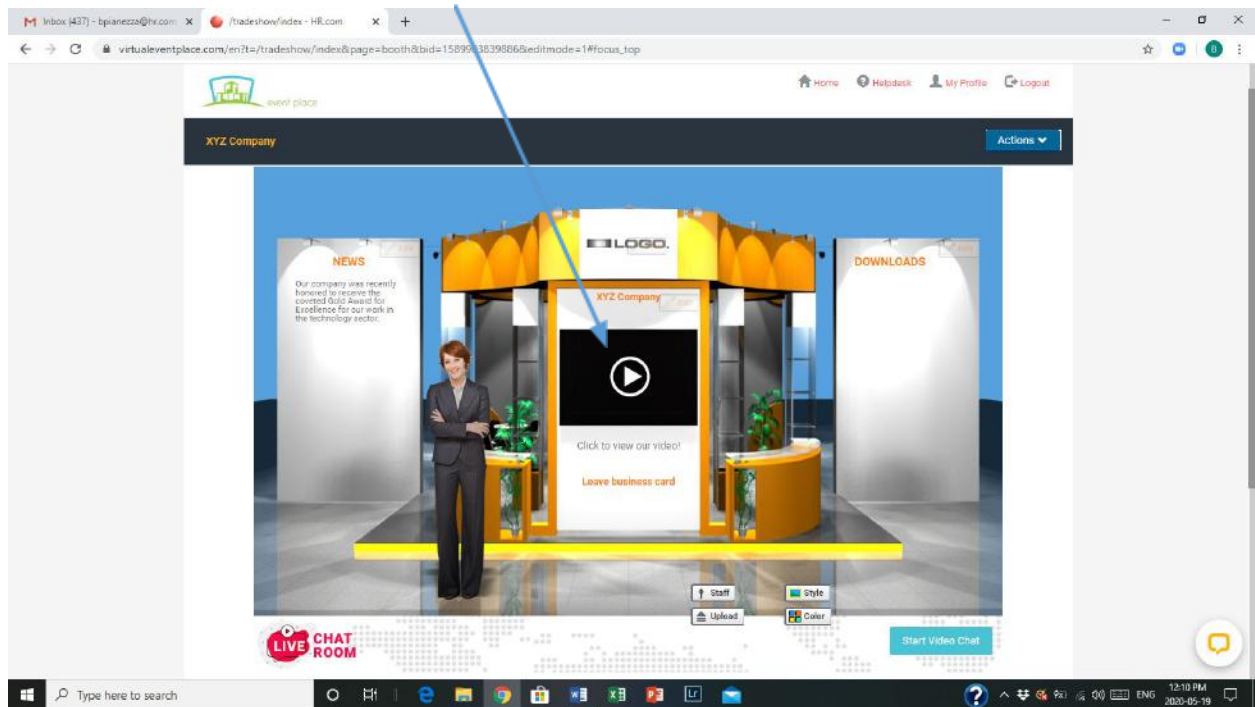 Inbox (437) - bpianezza@hr.com
/tradeshow/index - HR.com
virtualeventplace.com/en?t=/tradeshow/index&page=booth&bid=1589903839886&editmode=1#focus_top
B
event place
Home Helpdesk My Profile Logout
XYZ Company
Actions
LOGO.
NEWS
Our company was recently
honored to receive the
coveted Gold Award for
Excellence for our work in
the technology sector.
XYZ Company
DOWNLOADS
Click to view our video!
Leave business card
Staff
Style
Upload
Color
LIVE
CHAT
ROOM
Start Video Chat
Type here to search
ENG
12:10 PM
2020-05-19